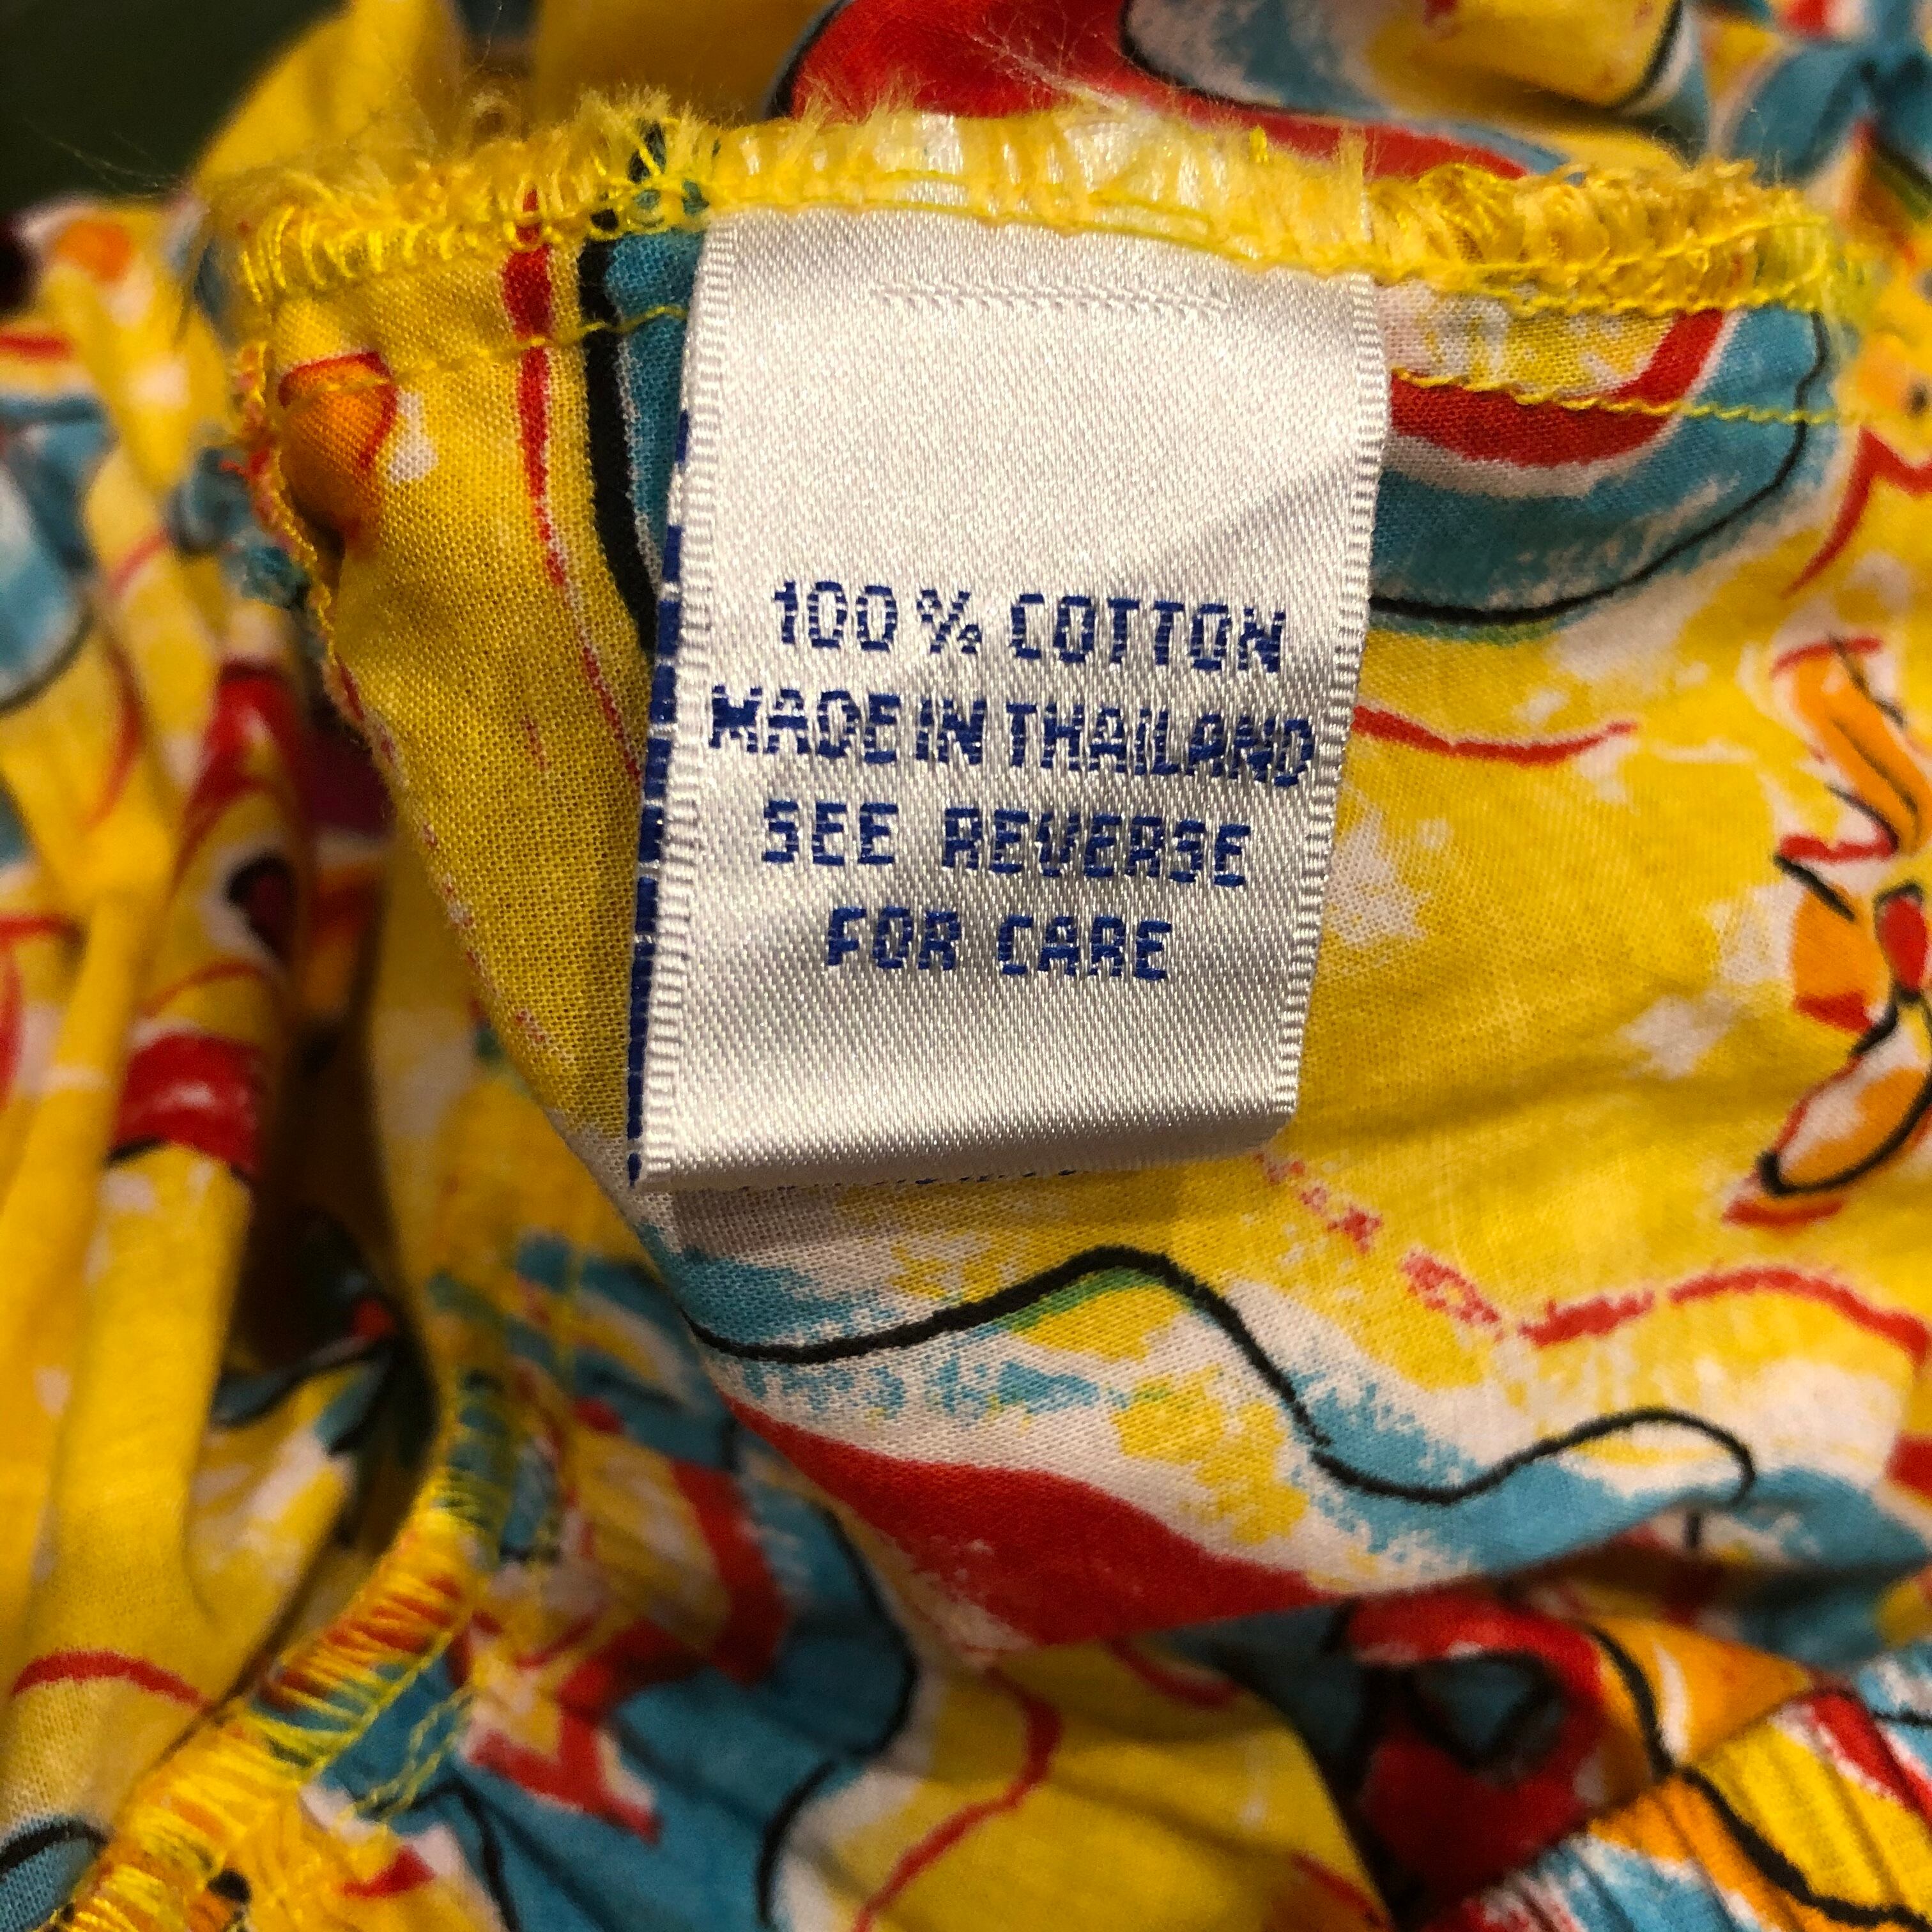 100% COTTON
MADE IN THAILAND
SEE REVERSE
FOR CARE